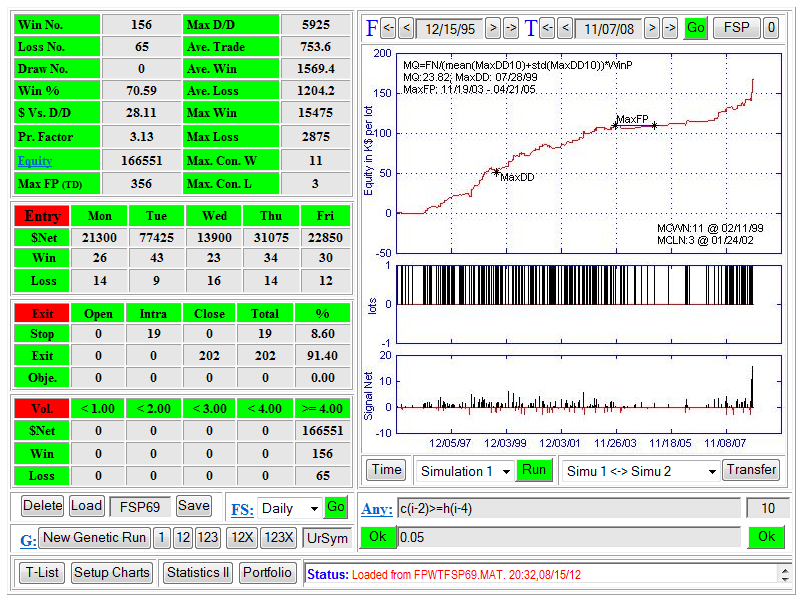 Win No. 156 Max D/D 5925
Loss No. 65 Ave. Trade 753.6
Draw No. 0 Ave. Win 1569.4
Win % 70.59 Ave. Loss 1204.2
$ Vs. D/D 28.11 Max Win 15475
Pr. Factor 3.13 Max Loss 2875
Equity 166551 Max. Con. W 11
Max FP (TD) 356 Max. Con. L 3
Entry Mon Tue Wed Thu Fri
$Net 21300 77425 13900 31075 22850
Win 26 43 23 34 30
Loss 14 9 16 14 12
Exit Open Intra Close Total %
Stop 0 19 0 19 8.60
Exit 0 0 202 202 91.40
Obje. 0 0 0 0 0.00
Vol. < 1.00 < 2.00 < 3.00 < 4.00 >= 4.00
$Net 0 0 0 0 166551
Win 0 0 0 0 156
Loss 0 0 0 0 65
F <- < 12/15/95 > -> T <- < 11/07/08 > -> Go FSP 0
200
150
100
50
0
-50
Equity in K$ per lot
MQ=FN/(mean(MaxDD10)+std(MaxDD10))*WinP
MQ:23.82; MaxDD: 07/28/99
MaxFP: 11/19/03 - 04/21/05
MaxFP
MaxDD
MCWN:11 @ 02/11/99
MCLN:3 @ 01/24/02
1
0
-1
lots
20
10
0
-10
Signal Net
12/05/97 12/03/99 12/03/01 11/26/03 11/18/05 11/08/07
Time Simulation 1 Run Simu 1 <-> Simu 2 Transfer
Delete Load FSP69 Save FS: Daily Go
Any: c(i-2)>=h(i-4) 10
G: New Genetic Run 1 12 123 12X 123X UrSym
Ok 0.05 Ok
T-List Setup Charts Statistics II Portfolio
Status: Loaded from FPWTFSP69.MAT. 20:32,08/15/12